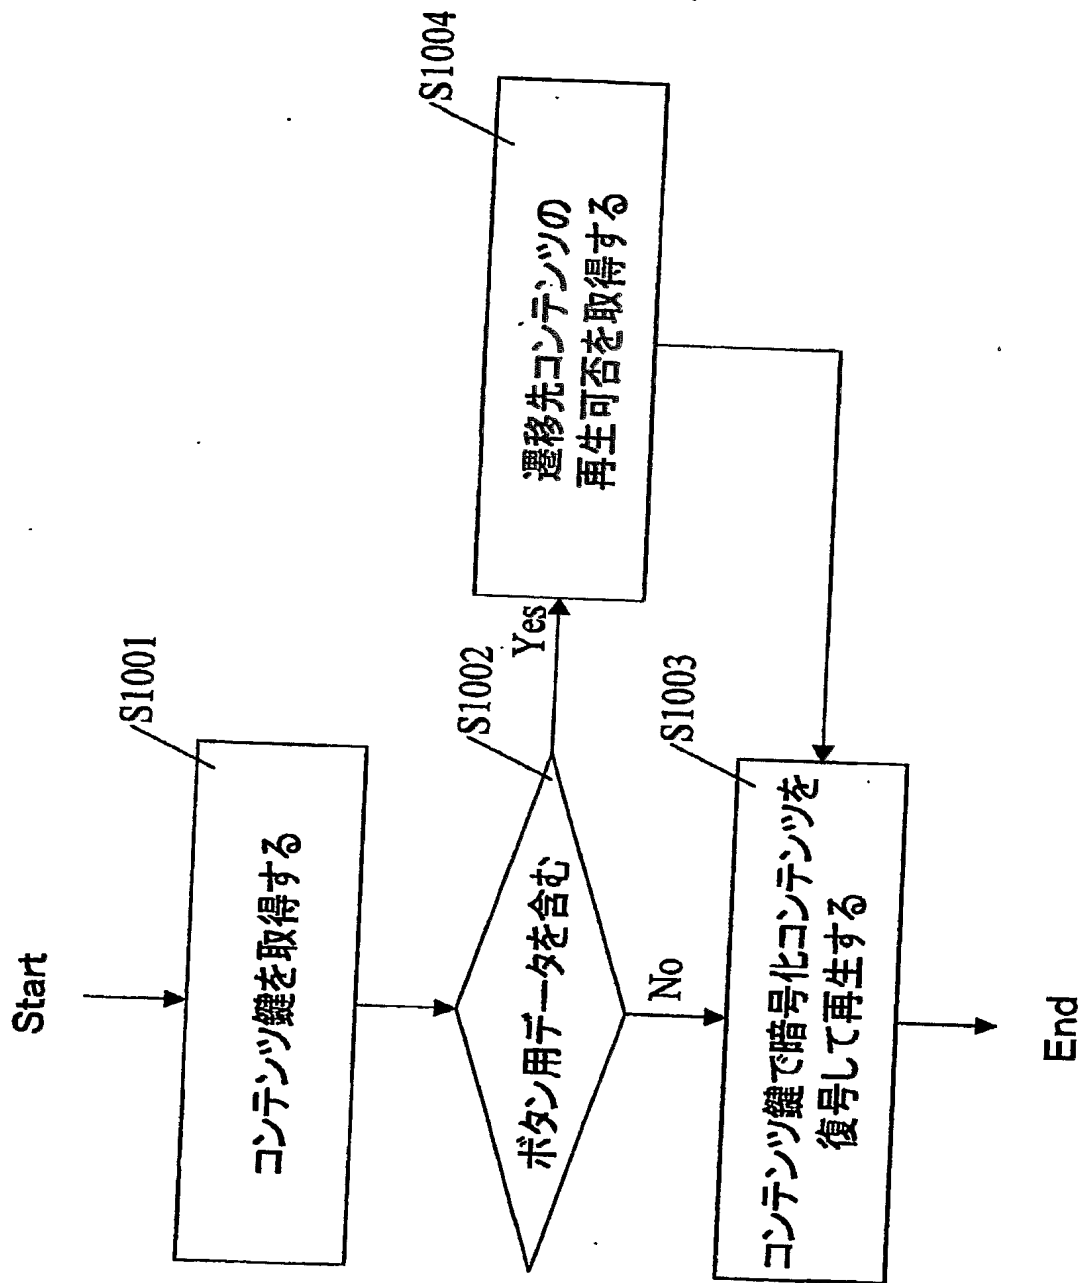 Start
S1001
コンテンツ鍵を取得する
S1002
ボタン用データを含む
Yes
No
S1004
遷移先コンテンツの
再生可否を取得する
S1003
コンテンツ鍵で暗号化コンテンツを
復号して再生する
End